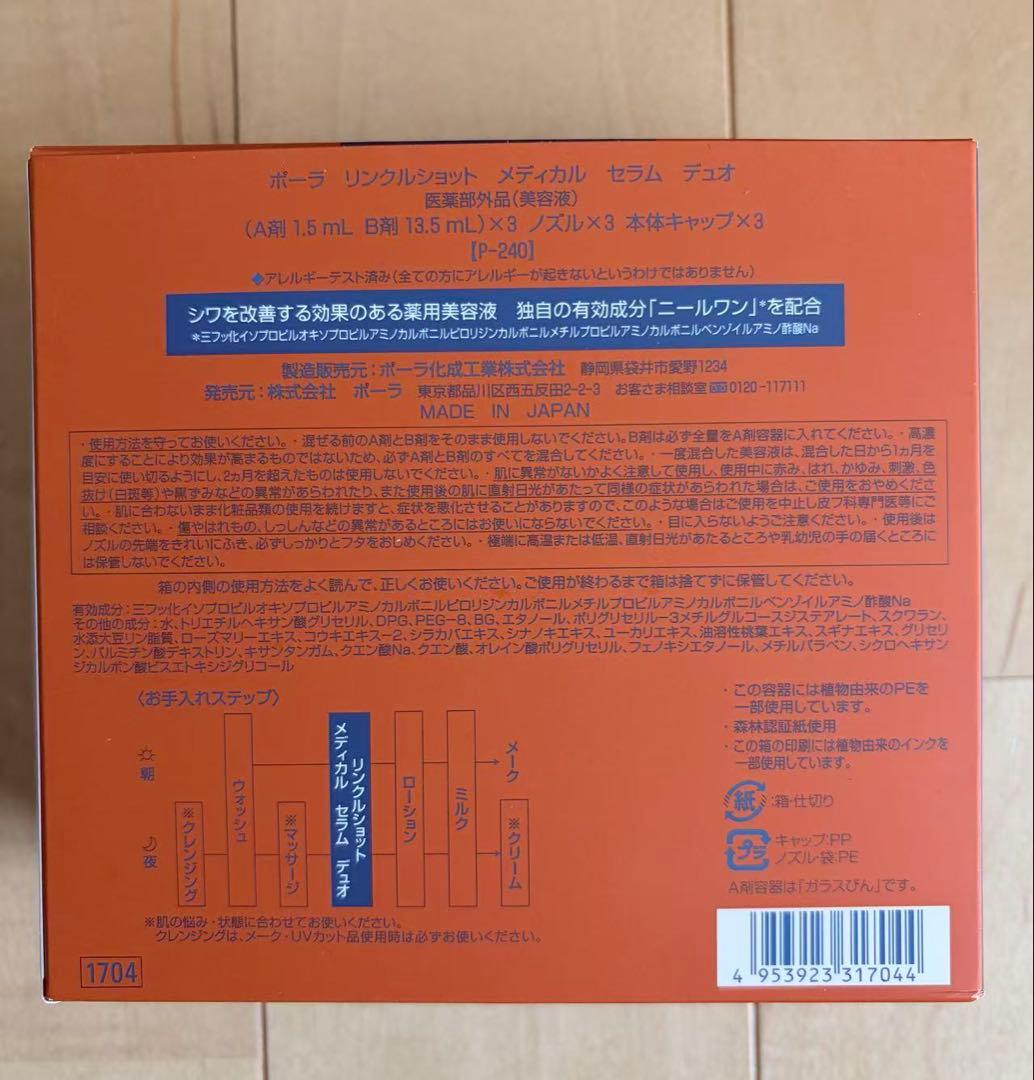 ポーラ リンクルショット メディカル セラム デュオ
医薬部外品(美容液)
(A剤 1.5 mL B剤 13.5 mL)×3 ノズル×3 本体キャップ×3
【P-240】
◆アレルギーテスト済み(全ての方にアレルギーが起きないというわけではありません)
シワを改善する効果のある薬用美容液 独自の有効成分「ニールワン」*を配合
*三フッ化イソプロピルオキソプロピルアミノカルボニルピロリジンカルボニルメチルプロピルアミノカルボニルベンゾイルアミノ酢酸Na
製造販売元:ポーラ化成工業株式会社 静岡県袋井市愛野1234
発売元:株式会社 ポーラ 東京都品川区西五反田2-2-3 お客さま相談室 0120-117111
MADE IN JAPAN
・使用方法を守ってお使いください。・混ぜる前のA剤とB剤をそのまま使用しないでください。B剤は必ず全量をA剤容器に入れてください。・高濃
度にすることにより効果が高まるものではないため、必ずA剤とB剤のすべてを混合してください。・一度混合した美容液は、混合した日から1ヵ月を
目安に使い切るようにし、2ヵ月を超えたものは使用しないでください。・肌に異常がないかよく注意して使用し、使用中に赤み、はれ、かゆみ、刺激、色
抜け(白斑等)や黒ずみなどの異常があらわれたり、また使用後の肌に直射日光があたって同様の症状があらわれた場合は、ご使用をおやめくださ
い。・肌に合わないまま化粧品類の使用を続けますと、症状を悪化させることがありますので、このような場合はご使用を中止し皮フ科専門医等にご
相談ください。・傷やはれもの、しっしんなどの異常があるところにはお使いにならないでください。・目に入らないようご注意ください。・使用後は
ノズルの先端をきれいにふき、必ずしっかりとフタをおしめください。・極端に高温または低温、直射日光があたるところや乳幼児の手の届くところに
は保管しないでください。
箱の内側の使用方法をよく読んで、正しくお使いください。ご使用が終わるまで箱は捨てずに保管してください。
有効成分:三フッ化イソプロピルオキソプロピルアミノカルボニルピロリジンカルボニルメチルプロピルアミノカルボニルベンゾイルアミノ酢酸Na
その他の成分:水、トリエチルヘキサン酸グリセリル、DPG、PEG-8、BG、エタノール、ポリグリセリル-3メチルグルコースジステアレート、スクワラン、
水添大豆リン脂質、ローズマリーエキス、コウキエキス-2、シラカバエキス、シナノキエキス、ユーカリエキス、油溶性桃葉エキス、スギナエキス、グリセリ
ン、パルミチン酸デキストリン、キサンタンガム、クエン酸Na、クエン酸、オレイン酸ポリグリセリル、フェノキシエタノール、メチルパラベン、シクロヘキサン
ジカルボン酸ビスエトキシジグリコール
〈お手入れステップ〉
朝
夜
※クレンジング
ウォッシュ
※マッサージ
リンクルショット
メディカル セラム デュオ
ローション
ミルク
メーク
※クリーム
※肌の悩み・状態に合わせてお使いください。
クレンジングは、メーク・UVカット品使用時は必ずお使いください。
・この容器には植物由来のPEを
一部使用しています。
・森林認証紙使用
・この箱の印刷には植物由来のインクを
一部使用しています。
紙:箱・仕切り
プラ
キャップ:PP
ノズル・袋:PE
A剤容器は「ガラスびん」です。
1704
4 953923 317044